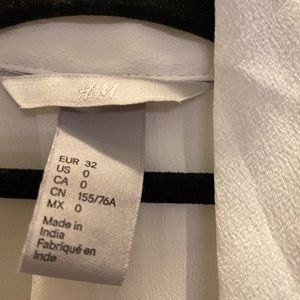 H&M
EUR 32
US 0
CA 0
CN 155/76A
MX 0
Made in
India
Fabriqué en
Inde